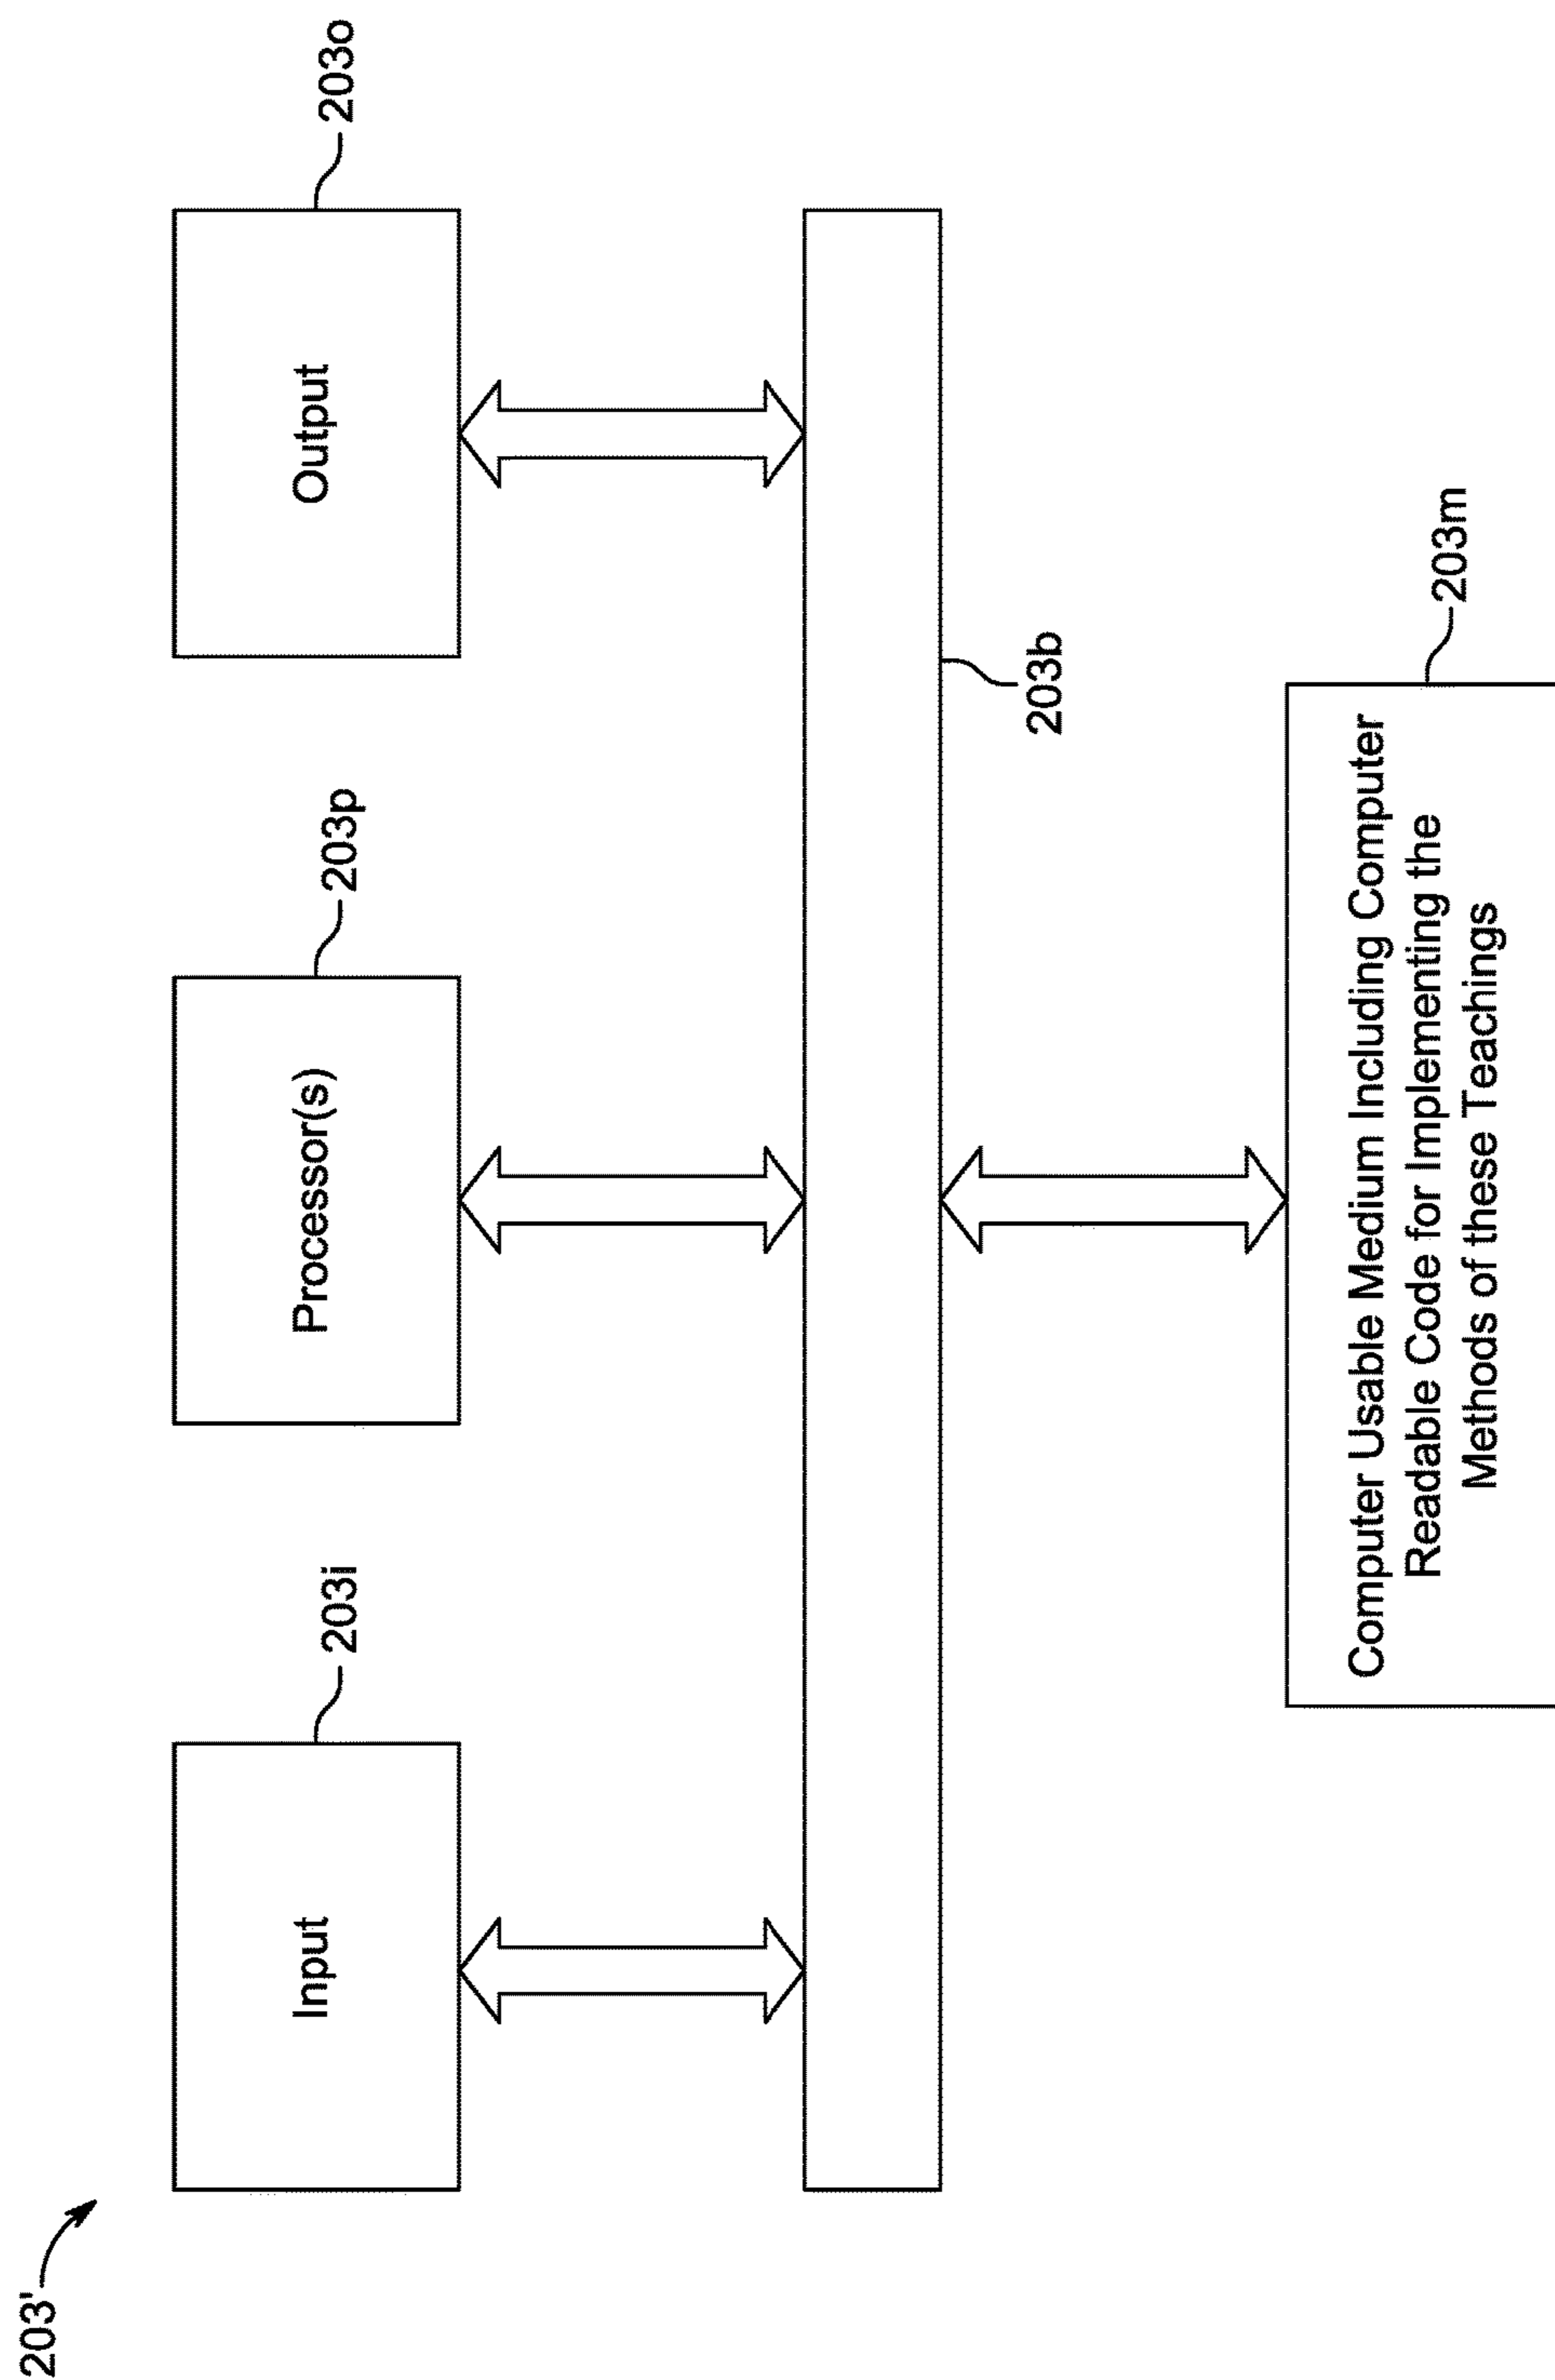 203'
Input
203i
Processor(s)
203p
Output
203o
203b
Computer Usable Medium Including Computer
Readable Code for Implementing the
Methods of these Teachings
203m